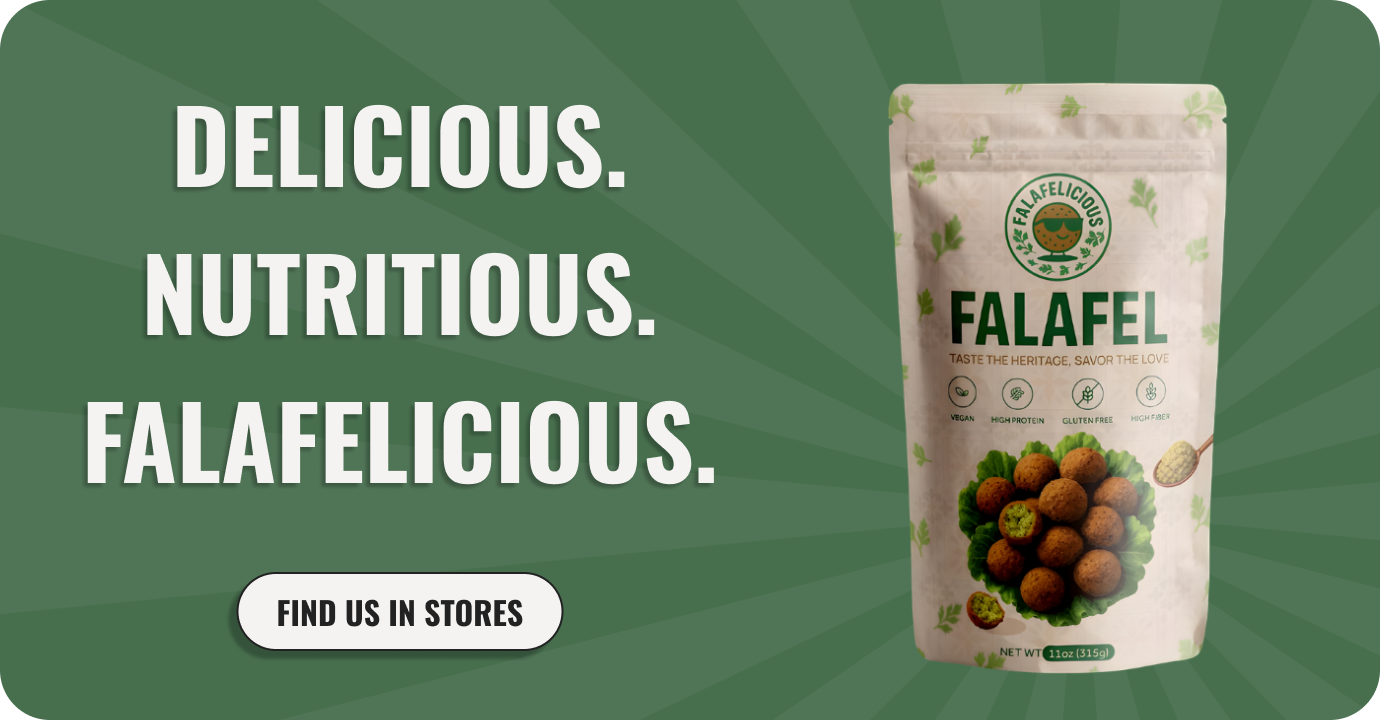 DELICIOUS.
NUTRITIOUS.
FALAFELICIOUS.
FIND US IN STORES
FALAFELICIOUS
FALAFEL
TASTE THE HERITAGE, SAVOR THE LOVE
VEGAN HIGH PROTEIN GLUTEN FREE HIGH FIBER
NET WT 11oz (315g)